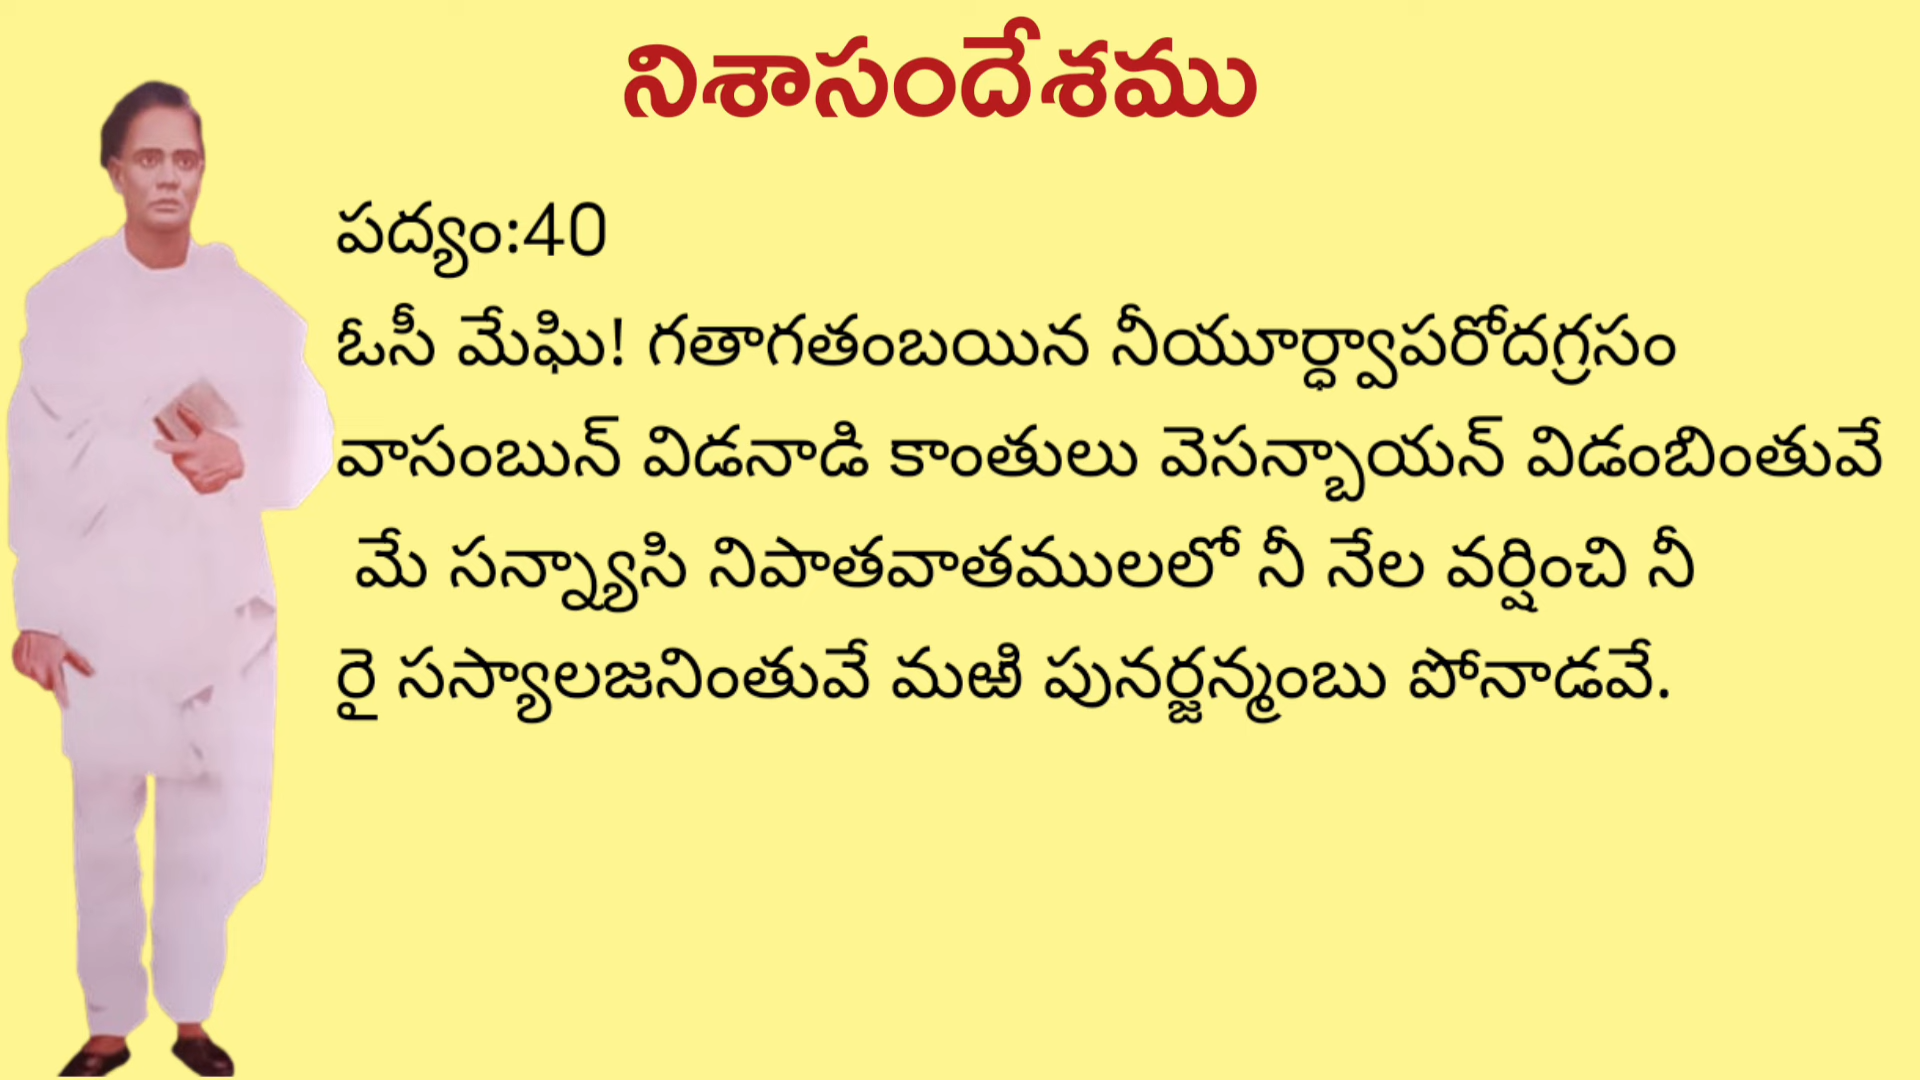 నిశాసందేశము
పద్యం:40
ఓసీ మేఘి! గతాగతంబయిన నీయూర్ధ్వాపరోదగ్రసం
వాసంబున్ విడనాడి కాంతులు వెసన్బాయన్ విడంబింతువే
మే సన్న్యాసి నిపాతవాతములలో నీ నేల వర్షించి నీ
రై సస్యాలజనింతువే మఱి పునర్జన్మంబు పోనాడవే.